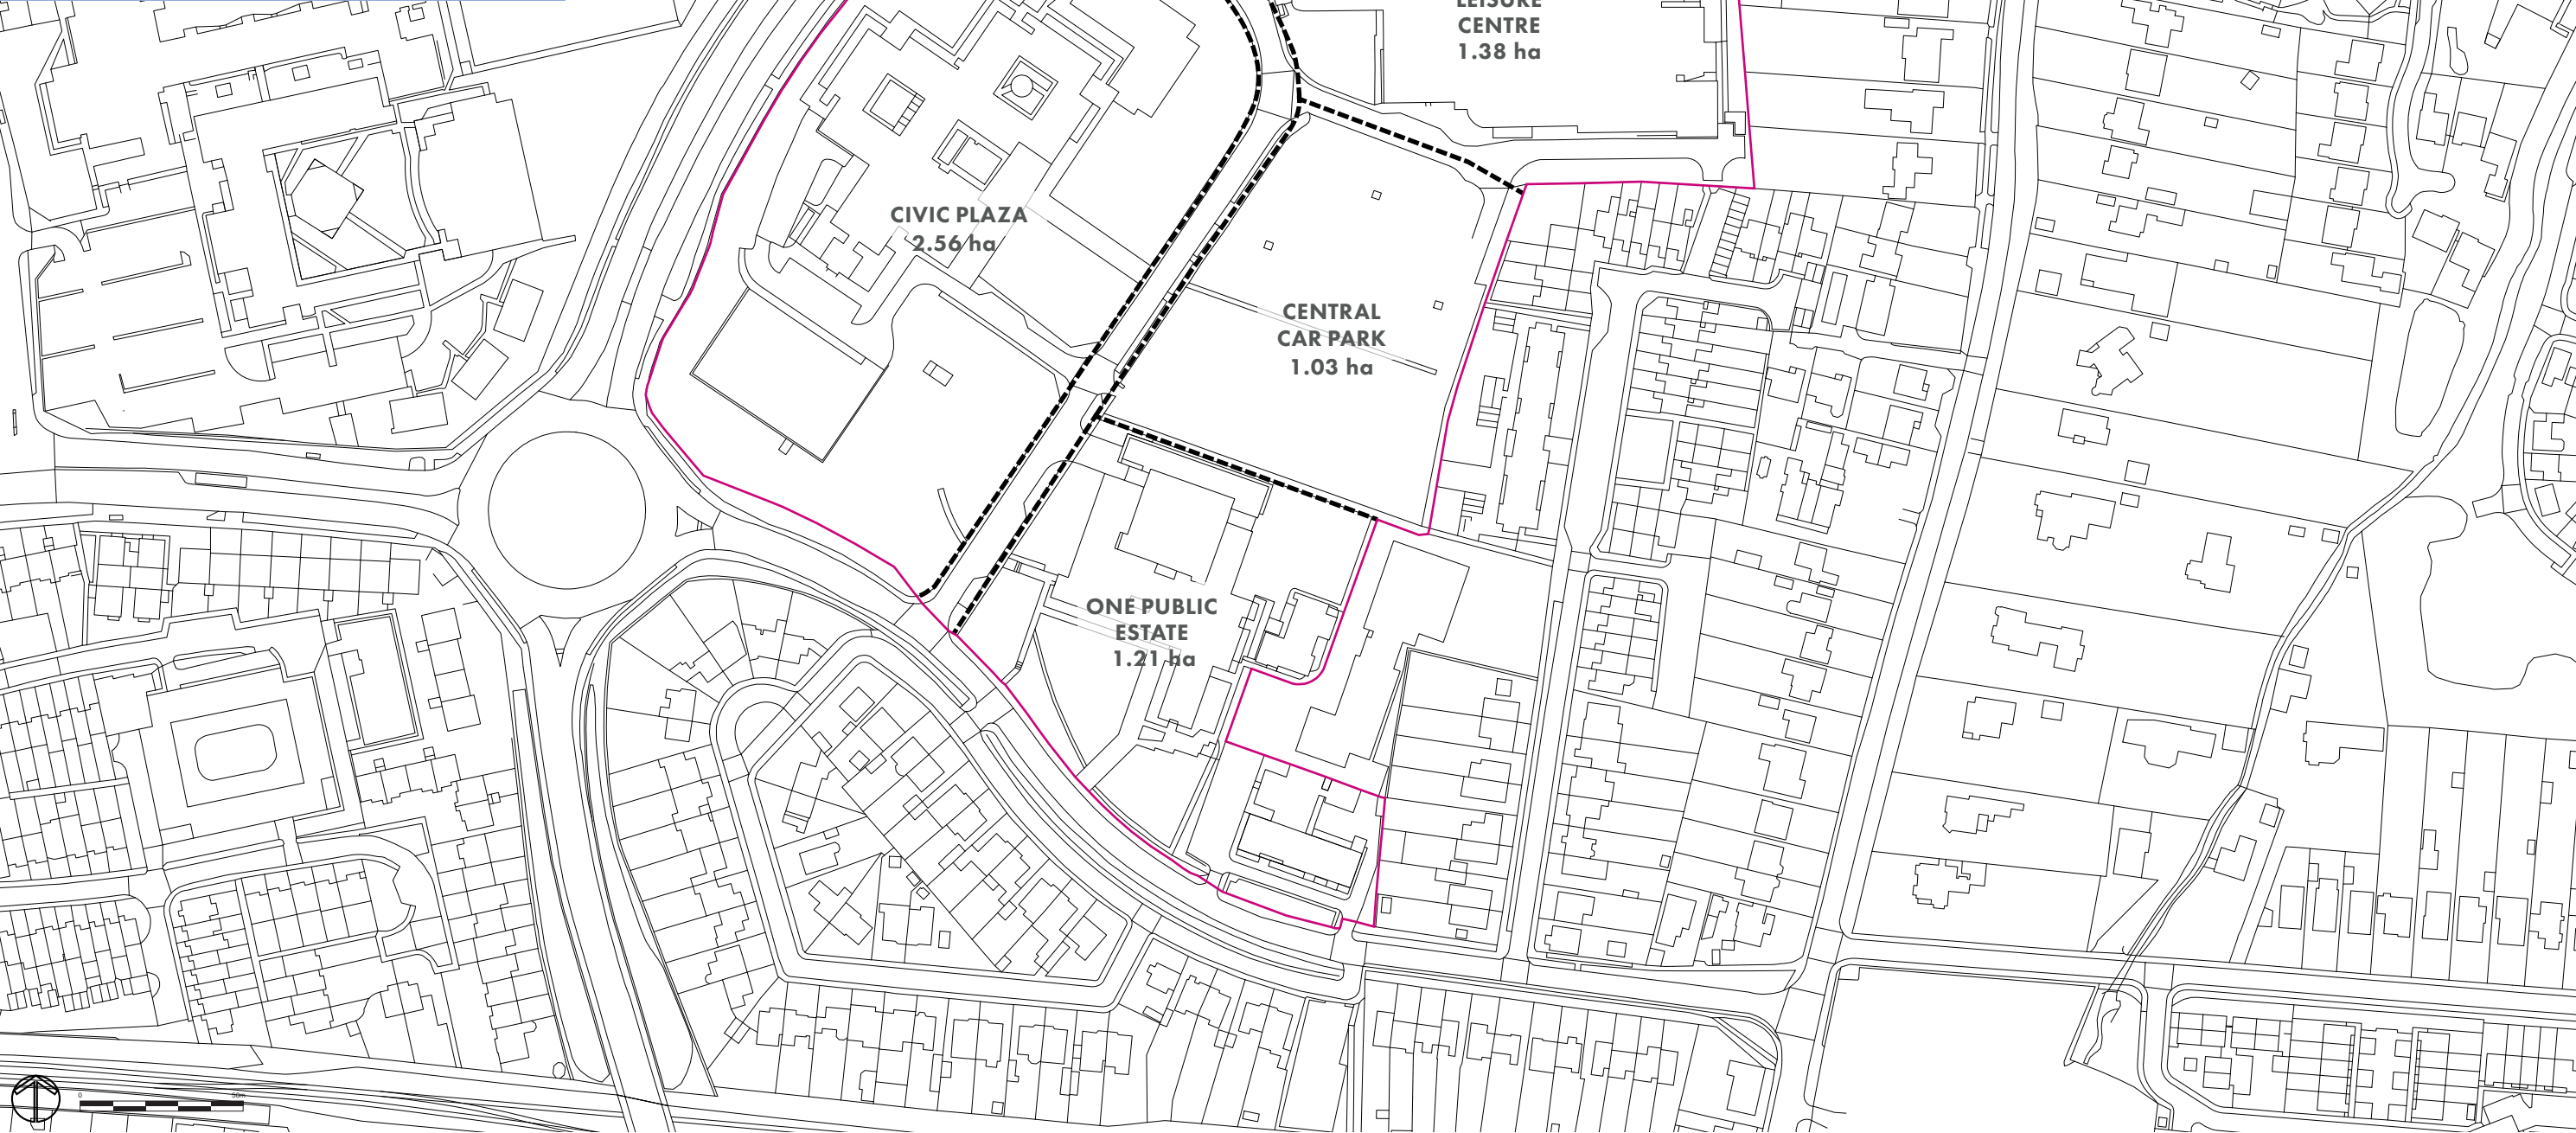 LEISURE
CENTRE
1.38 ha
CIVIC PLAZA
2.56 ha
CENTRAL
CAR PARK
1.03 ha
ONE PUBLIC
ESTATE
1.21 ha
0
50m